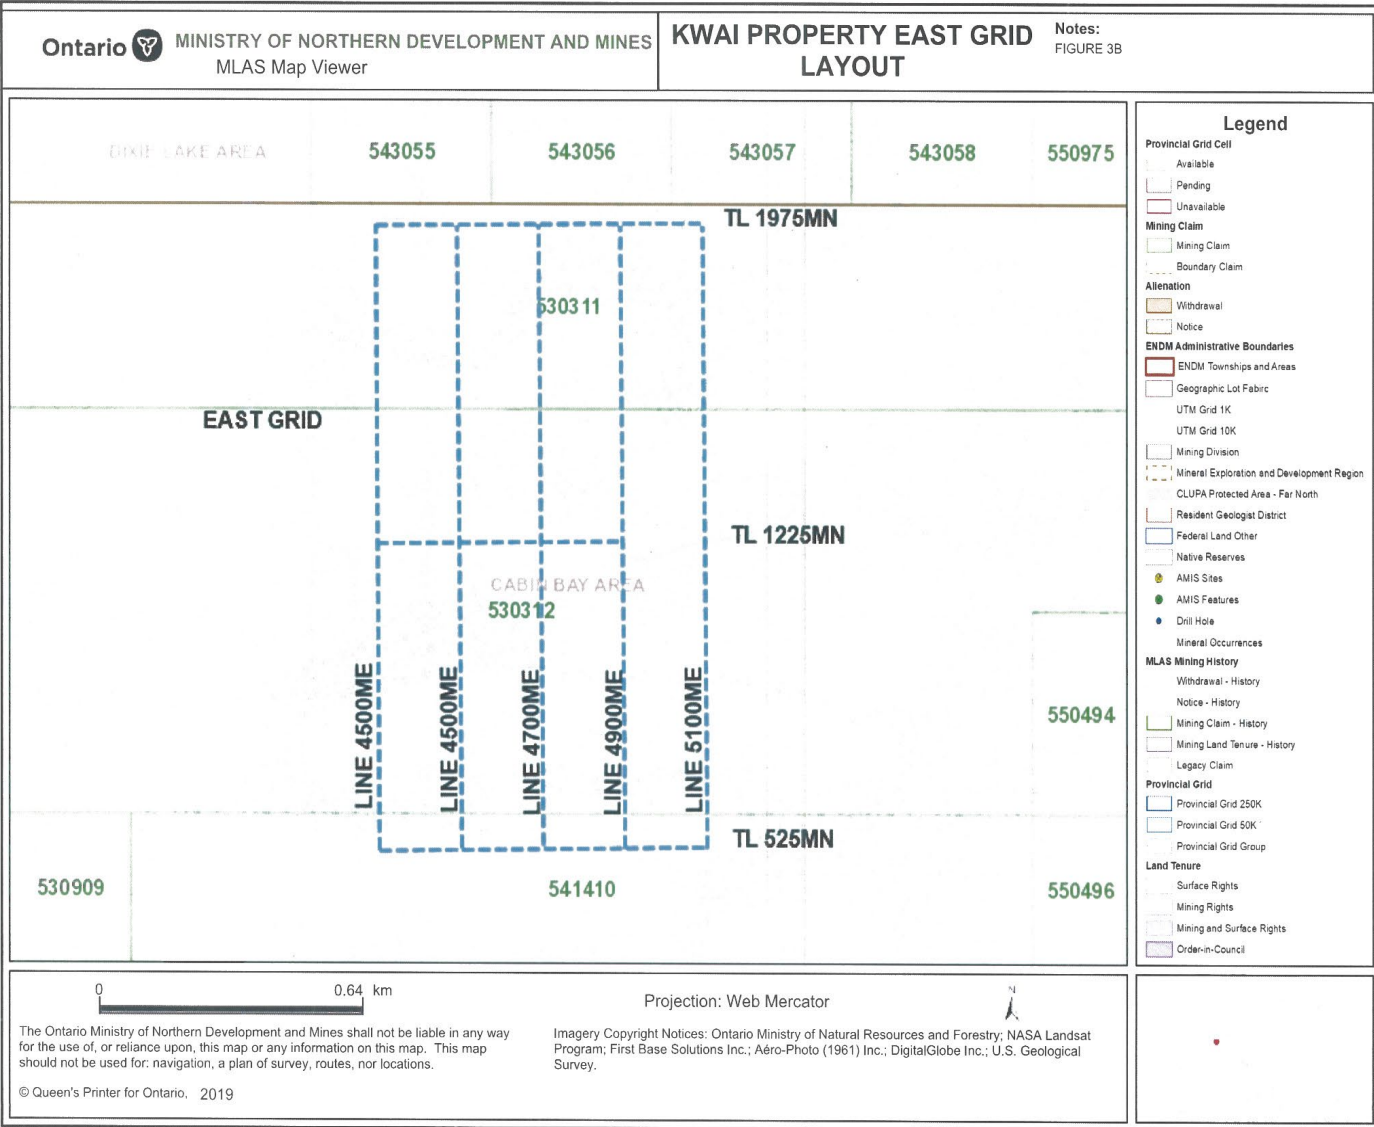 Ontario
MINISTRY OF NORTHERN DEVELOPMENT AND MINES
MLAS Map Viewer
KWAI PROPERTY EAST GRID
LAYOUT
Notes:
FIGURE 3B
DIXIE LAKE AREA
543055
543056
543057
543058
550975
TL 1975MN
530311
EAST GRID
TL 1225MN
CABIN BAY AREA
530312
LINE 4500ME
LINE 4500ME
LINE 4700ME
LINE 4900ME
LINE 5100ME
550494
TL 525MN
530909
541410
550496
Legend
Provincial Grid Cell
Available
Pending
Unavailable
Mining Claim
Mining Claim
Boundary Claim
Alienation
Withdrawal
Notice
ENDM Administrative Boundaries
ENDM Townships and Areas
Geographic Lot Fabirc
UTM Grid 1K
UTM Grid 10K
Mining Division
Mineral Exploration and Development Region
CLUPA Protected Area - Far North
Resident Geologist District
Federal Land Other
Native Reserves
AMIS Sites
AMIS Features
Drill Hole
Mineral Occurrences
MLAS Mining History
Withdrawal - History
Notice - History
Mining Claim - History
Mining Land Tenure - History
Legacy Claim
Provincial Grid
Provincial Grid 250K
Provincial Grid 50K
Provincial Grid Group
Land Tenure
Surface Rights
Mining Rights
Mining and Surface Rights
Order-in-Council
0
0.64 km
The Ontario Ministry of Northern Development and Mines shall not be liable in any way
for the use of, or reliance upon, this map or any information on this map. This map
should not be used for: navigation, a plan of survey, routes, nor locations.
© Queen's Printer for Ontario, 2019
Projection: Web Mercator
N
Imagery Copyright Notices: Ontario Ministry of Natural Resources and Forestry; NASA Landsat
Program; First Base Solutions Inc.; Aéro-Photo (1961) Inc.; DigitalGlobe Inc.; U.S. Geological
Survey.